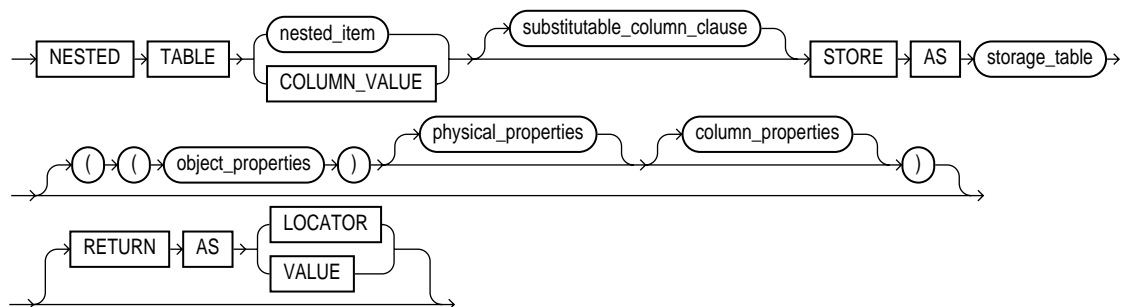 nested_item substitutable_column_clause
NESTED TABLE STORE AS storage_table
COLUMN_VALUE
physical_properties column_properties
( ( object_properties ) )
LOCATOR
RETURN AS
VALUE